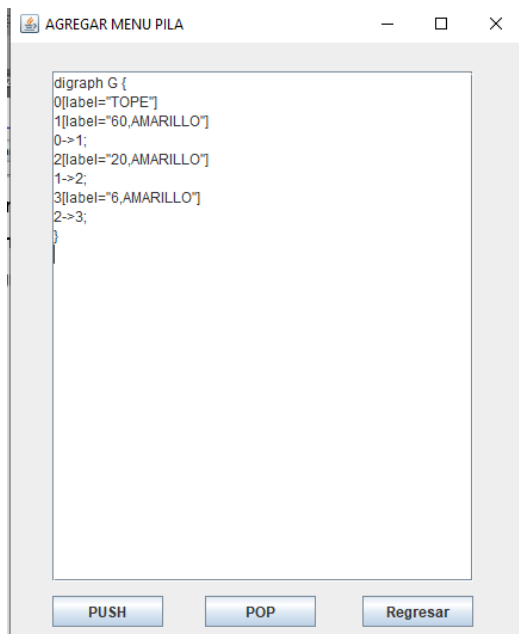 AGREGAR MENU PILA
digraph G {
0[label="TOPE"]
1[label="60,AMARILLO"]
0->1;
2[label="20,AMARILLO"]
1->2;
3[label="6,AMARILLO"]
2->3;
}
PUSH POP Regresar